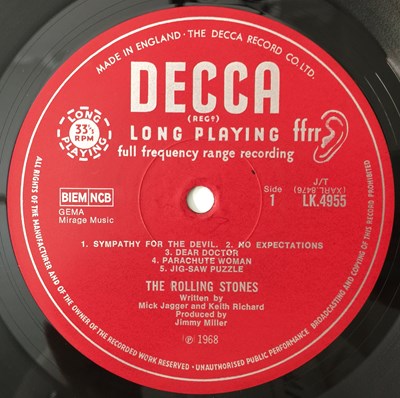 MADE IN ENGLAND · THE DECCA RECORD CO. LTD.
DECCA
(REGD)
LONG PLAYING
ffrr
full frequency range recording
LONG
33⅓
RPM
PLAYING
BIEM NCB
GEMA
Mirage Music
Side
1
J/T
(XARL.8476)
LK.4955
1. SYMPATHY FOR THE DEVIL. 2. NO EXPECTATIONS
3. DEAR DOCTOR
4. PARACHUTE WOMAN
5. JIG-SAW PUZZLE
THE ROLLING STONES
Written by
Mick Jagger and Keith Richard
Produced by
Jimmy Miller
℗ 1968
ALL RIGHTS OF THE MANUFACTURER AND OF THE OWNER OF THE RECORDED WORK RESERVED · UNAUTHORISED PUBLIC PERFORMANCE, BROADCASTING AND COPYING OF THIS RECORD PROHIBITED